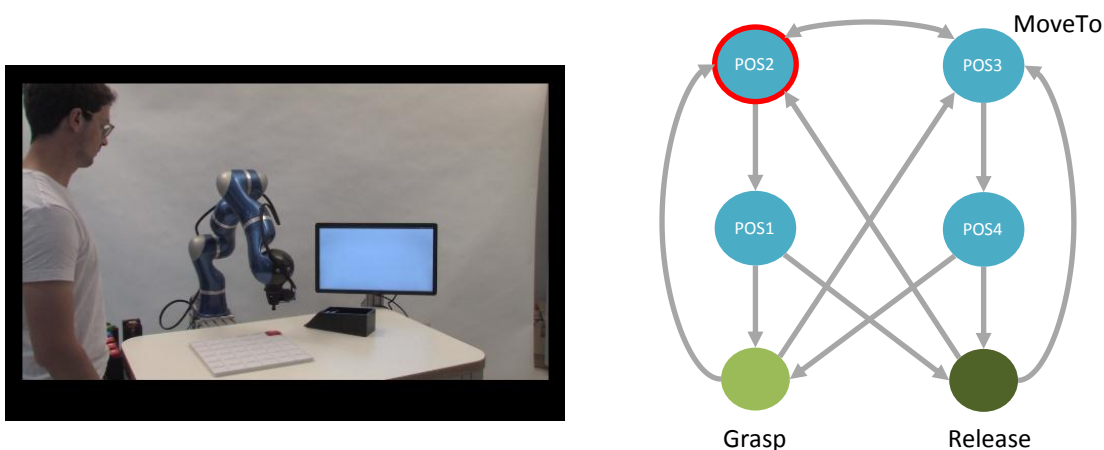 MoveTo
POS2
POS3
POS1
POS4
Grasp
Release